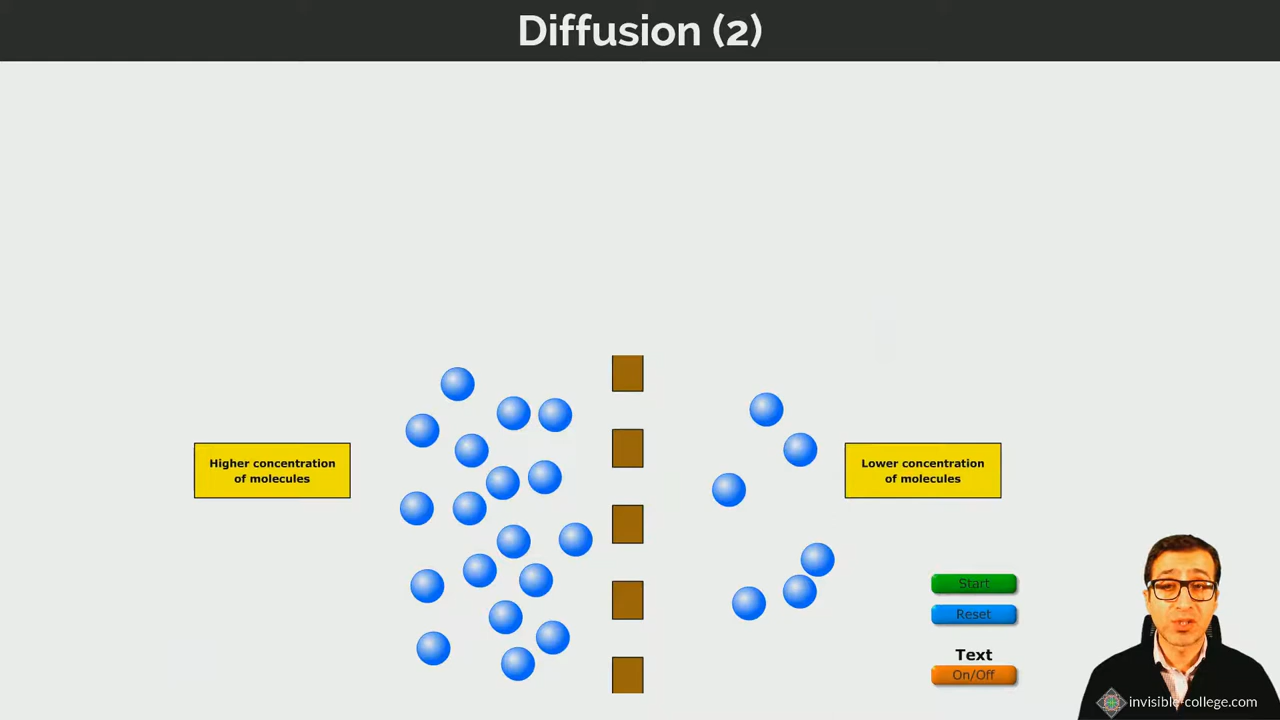 Diffusion (2)
Higher concentration
of molecules
Lower concentration
of molecules
Start
Reset
Text
On/Off
invisible-college.com